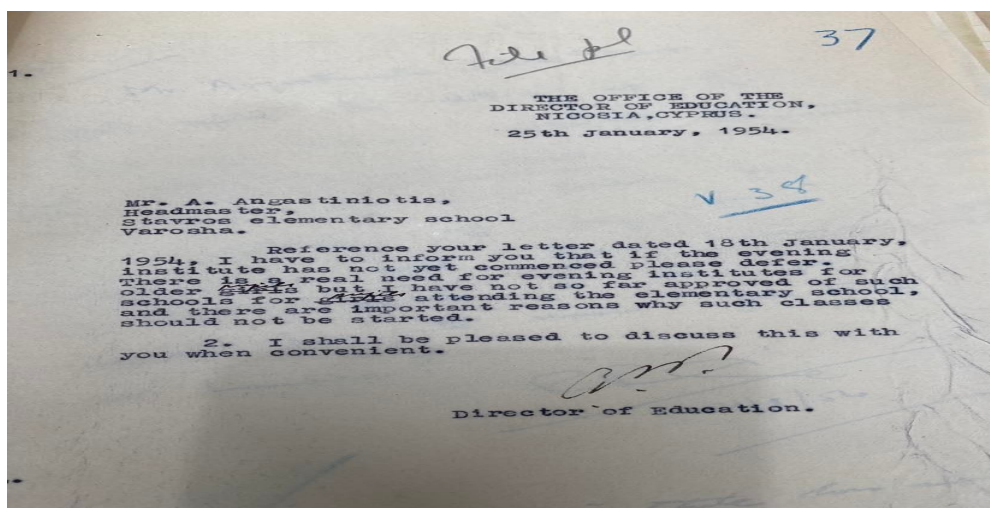 37
1.
THE OFFICE OF THE
DIRECTOR OF EDUCATION,
NICOSIA,CYPRUS.
25th January, 1954.
V 38
Mr. A. Angastiniotis,
Headmaster,
Stavros elementary school
Varosha.
Reference your letter dated 18th January,
1954, I have to inform you that if the evening
institute has not yet commenced please defer.
There is a real need for evening institutes for
older girls but I have not so far approved of such
schools for girls attending the elementary school,
and there are important reasons why such classes
should not be started.
2. I shall be pleased to discuss this with
you when convenient.
Director of Education.